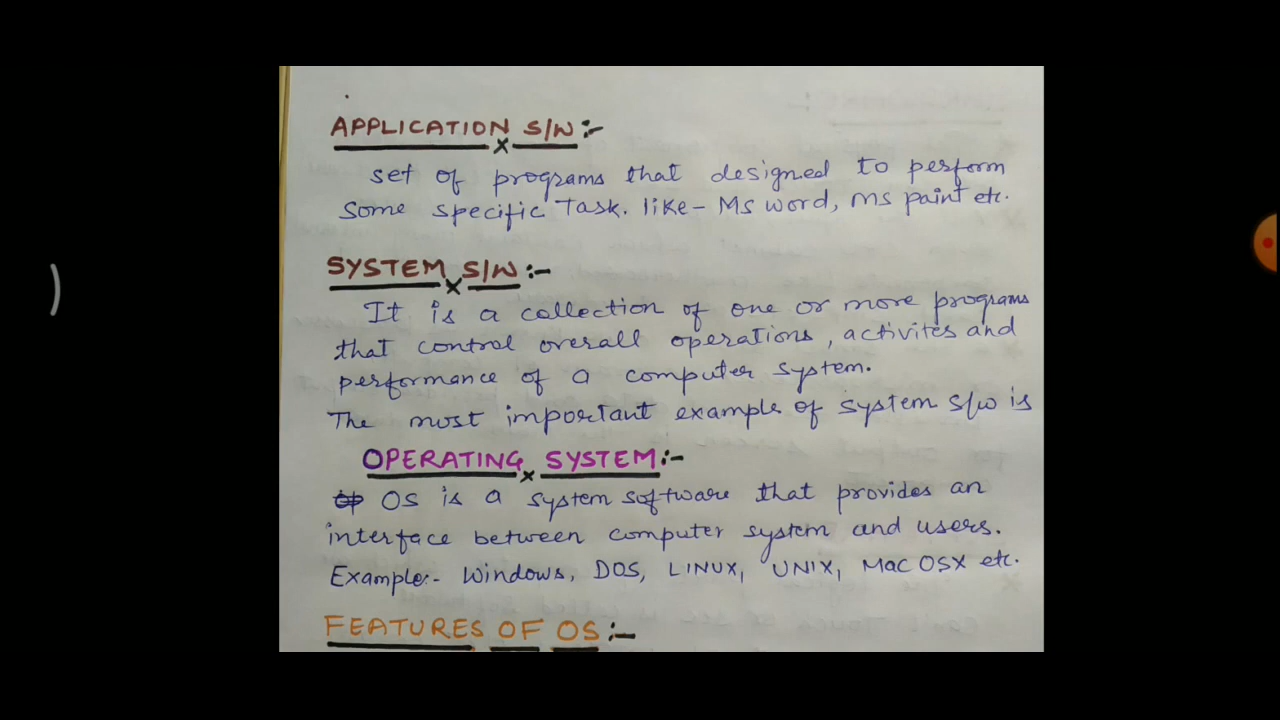 APPLICATION S/W :-
set of programs that designed to perform
some specific Task. like - Ms word, ms paint etc.
SYSTEM S/W :-
It is a collection of one or more programs
that control overall operations, activites and
performance of a computer system.
The most important example of system s/w is
OPERATING SYSTEM :-
OS is a system software that provides an
interface between computer system and users.
Example:- Windows, DOS, LINUX, UNIX, Mac OSX etc.
FEATURES OF OS :-